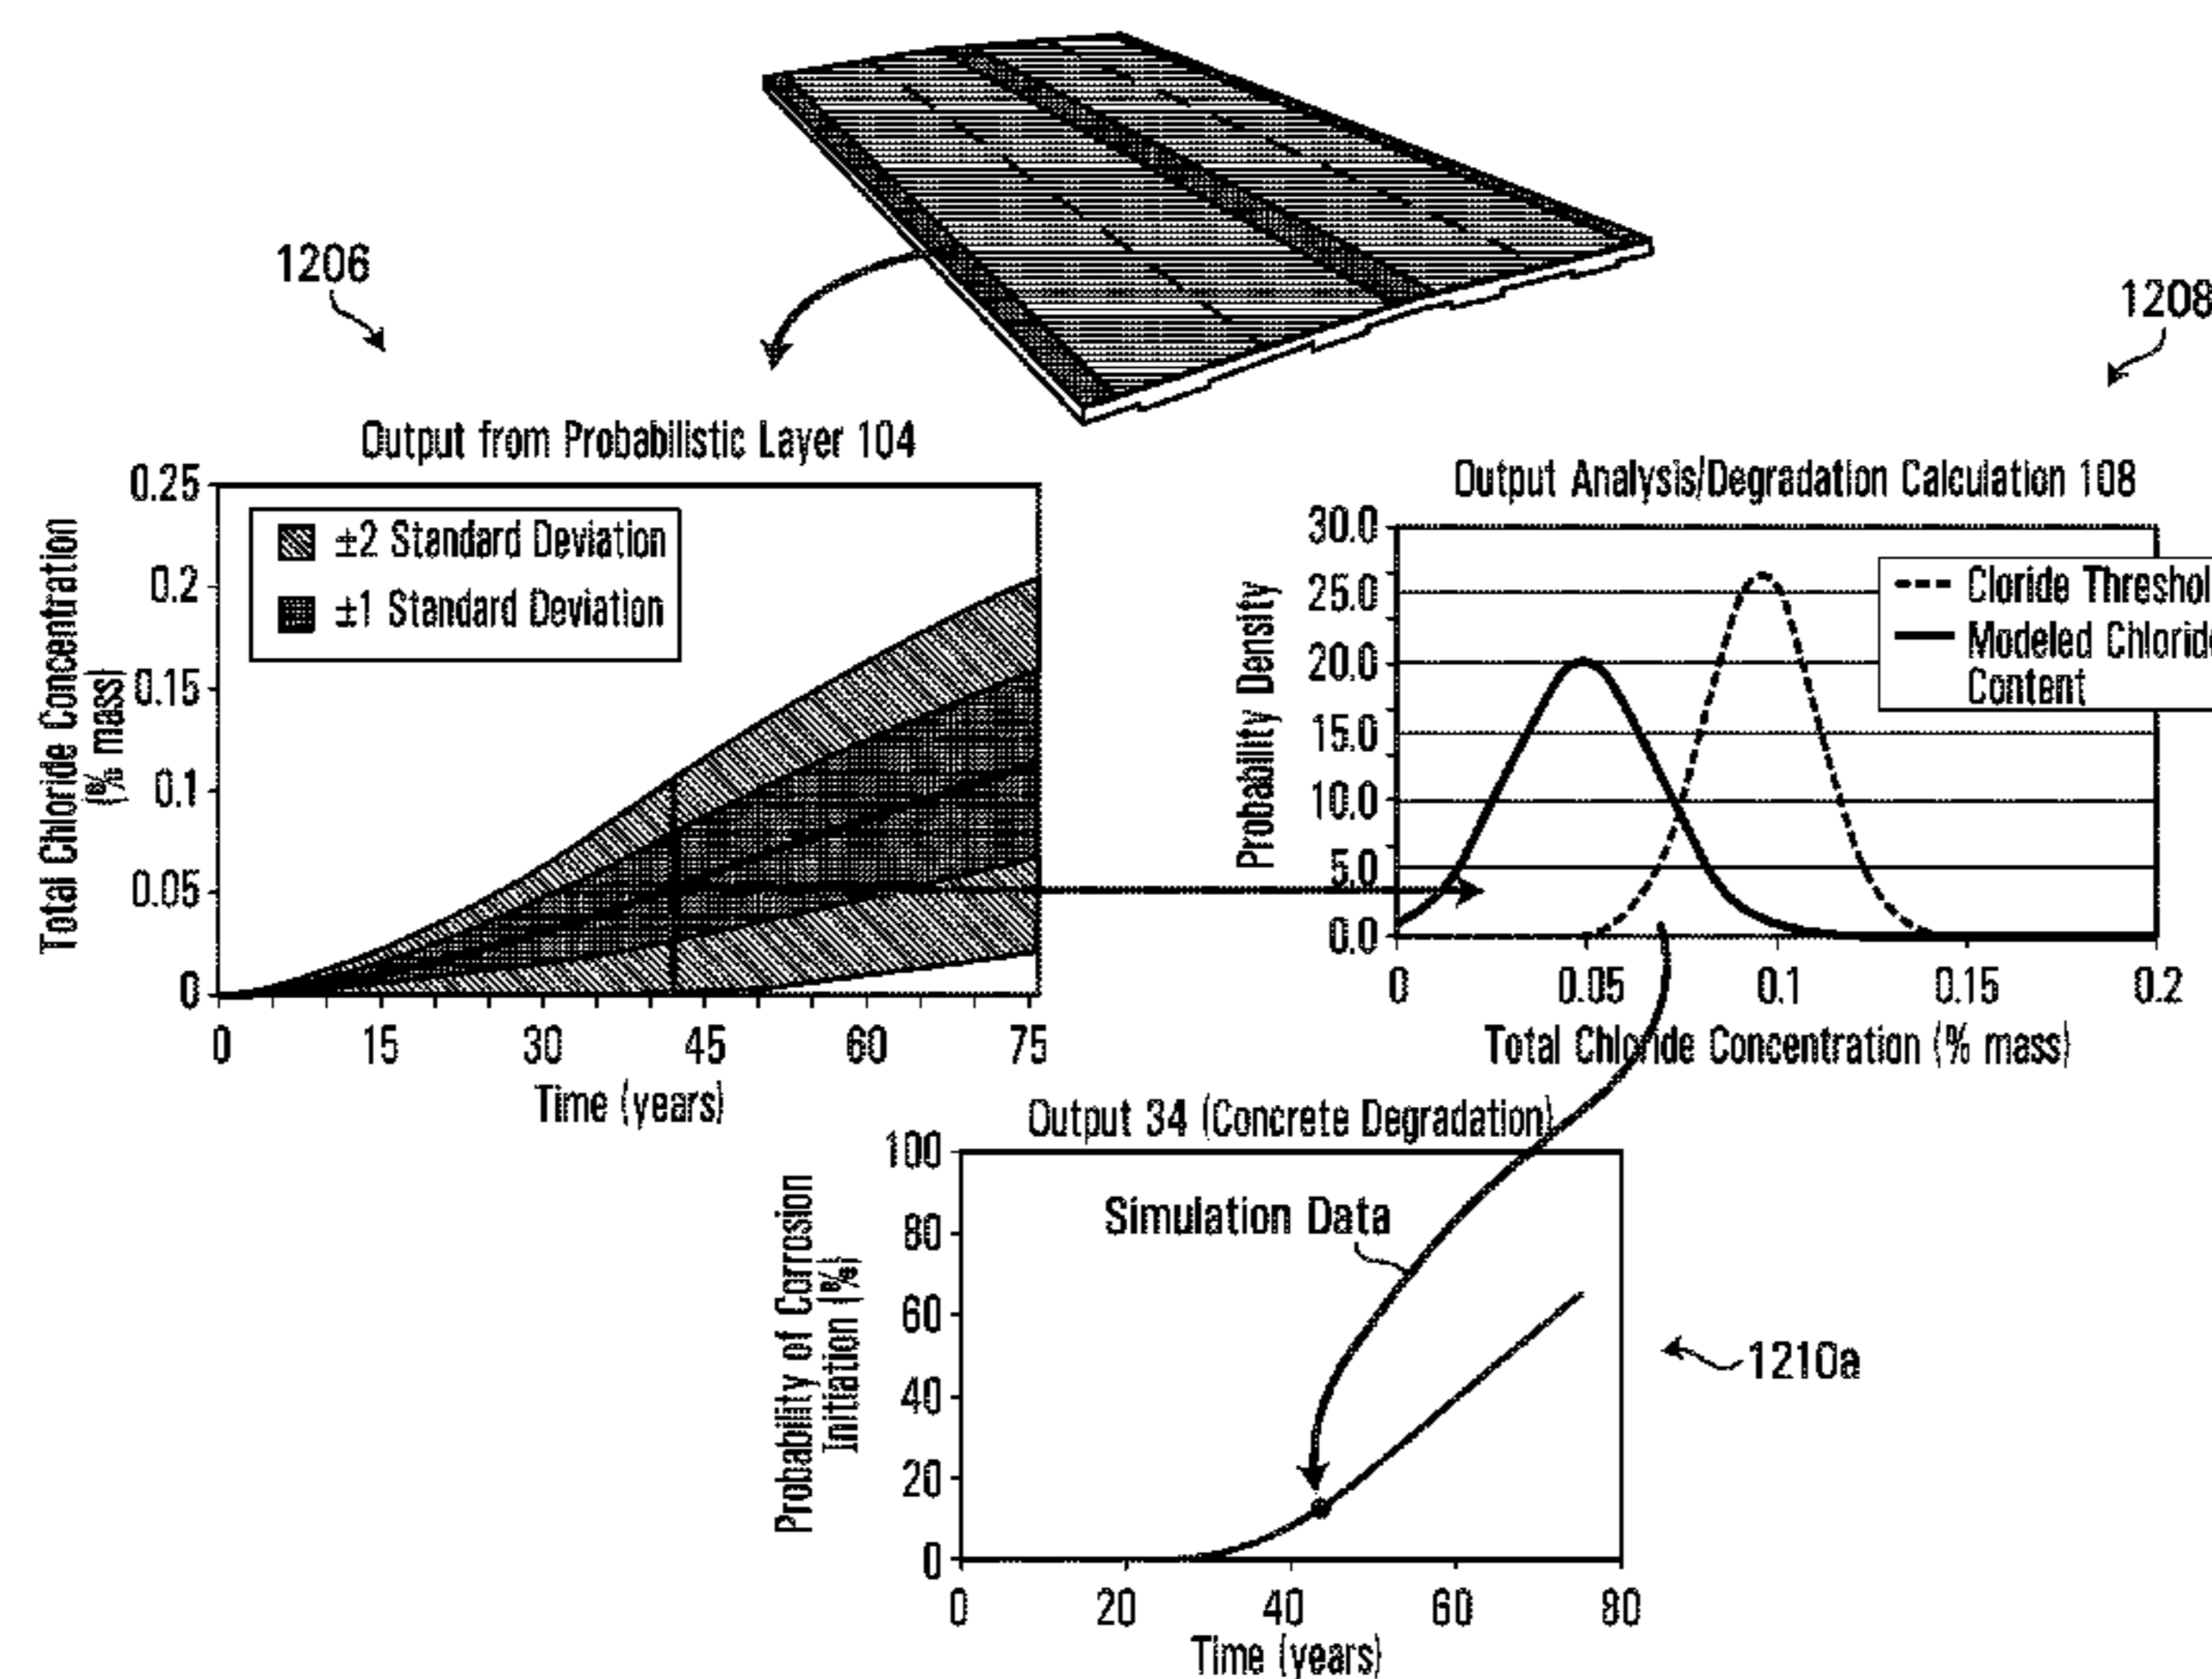 1206
1208
Output from Probabilistic Layer 104
0.25
0.2
0.15
0.1
0.05
0
Total Chloride Concentration
(% mass)
±2 Standard Deviation
±1 Standard Deviation
0 15 30 45 60 75
Time (years)
Output Analysis/Degradation Calculation 108
30.0
25.0
20.0
15.0
10.0
5.0
0.0
Probability Density
Cloride Threshol
Modeled Chloride
Content
0 0.05 0.1 0.15 0.2
Total Chloride Concentration (% mass)
Output 34 (Concrete Degradation)
100
80
60
40
20
0
Probability of Corrosion
Initiation (%)
Simulation Data
1210a
0 20 40 60 80
Time (years)